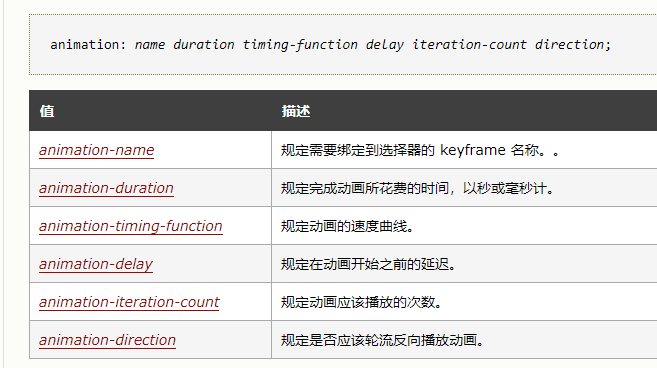 animation: name duration timing-function delay iteration-count direction;
值 描述
animation-name 规定需要绑定到选择器的 keyframe 名称。。
animation-duration 规定完成动画所花费的时间，以秒或毫秒计。
animation-timing-function 规定动画的速度曲线。
animation-delay 规定在动画开始之前的延迟。
animation-iteration-count 规定动画应该播放的次数。
animation-direction 规定是否应该轮流反向播放动画。